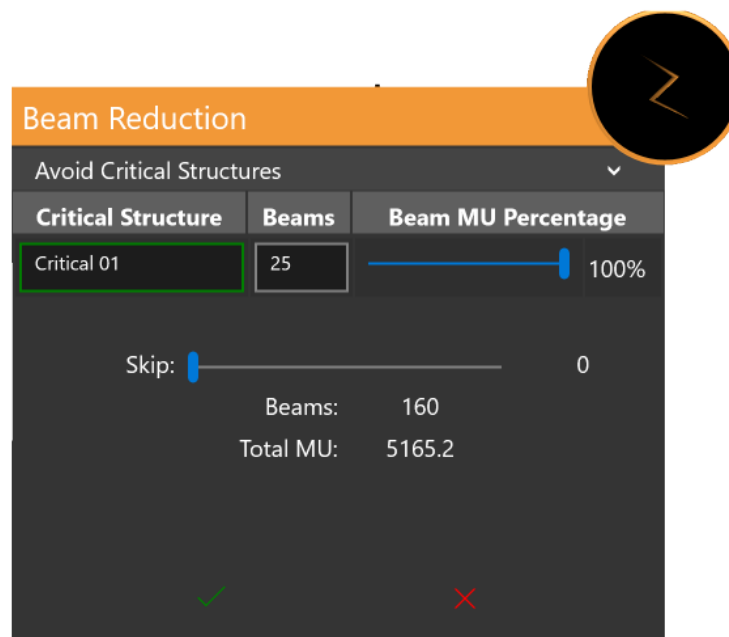 Beam Reduction
Avoid Critical Structures
Critical Structure Beams Beam MU Percentage
Critical 01 25 100%
Skip: 0
Beams: 160
Total MU: 5165.2